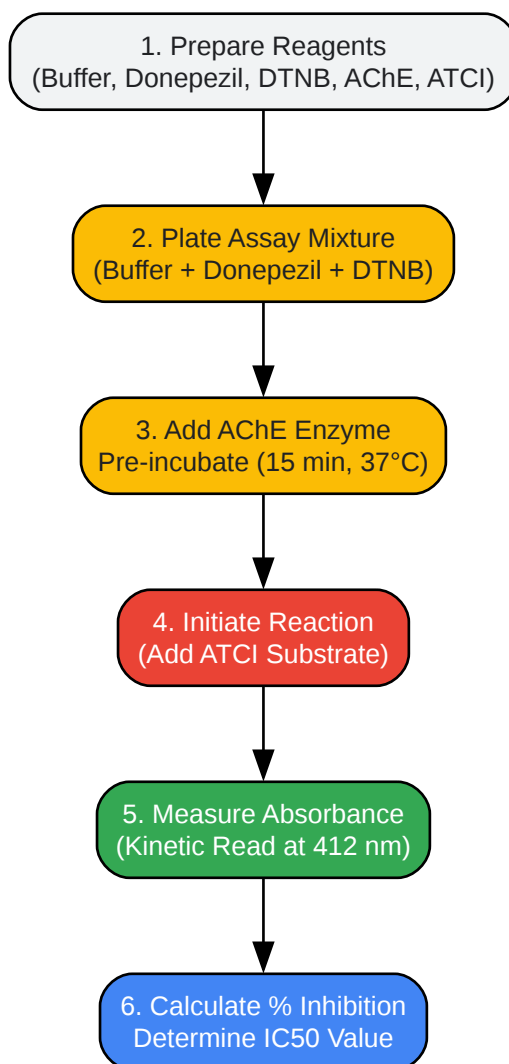 1. Prepare Reagents
(Buffer, Donepezil, DTNB, AChE, ATCI)
2. Plate Assay Mixture
(Buffer + Donepezil + DTNB)
3. Add AChE Enzyme
Pre-incubate (15 min, 37°C)
4. Initiate Reaction
(Add ATCI Substrate)
5. Measure Absorbance
(Kinetic Read at 412 nm)
6. Calculate % Inhibition
Determine IC50 Value